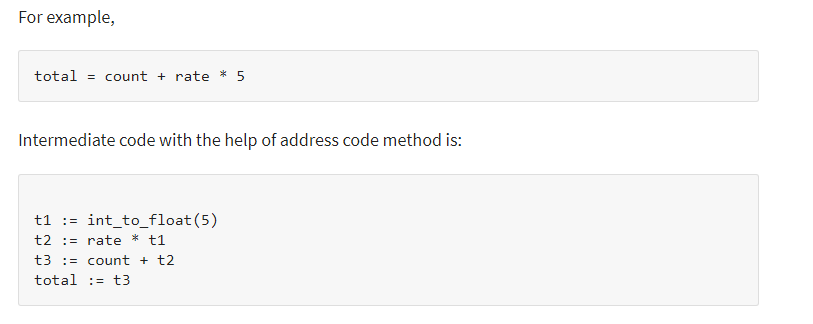 For example,
total = count + rate * 5
Intermediate code with the help of address code method is:
t1 := int_to_float(5)
t2 := rate * t1
t3 := count + t2
total := t3